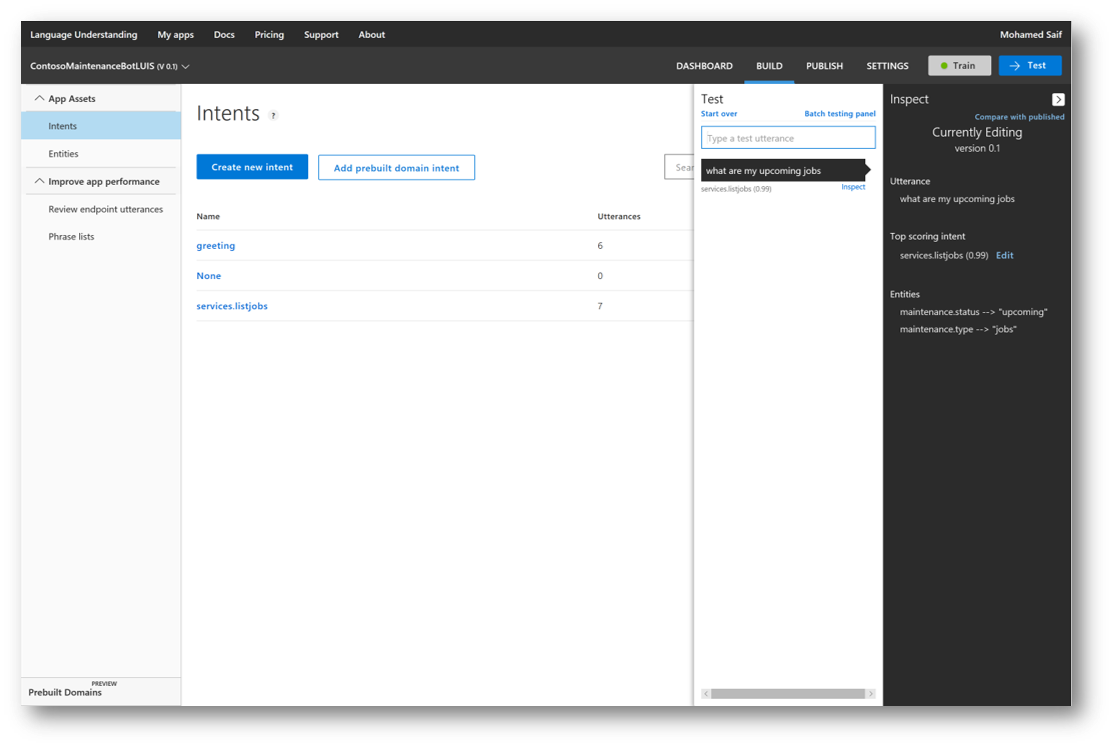 Language Understanding My apps Docs Pricing Support About Mohamed Saif
ContosoMaintenanceBotLUIS (V 0.1) DASHBOARD BUILD PUBLISH SETTINGS Train Test
App Assets
Intents
Entities
Improve app performance
Review endpoint utterances
Phrase lists
PREVIEW
Prebuilt Domains
Intents ?
Create new intent Add prebuilt domain intent
Name Utterances
greeting 6
None 0
services.listjobs 7
Test
Start over Batch testing panel
Type a test utterance
what are my upcoming jobs
services.listjobs (0.99) Inspect
Inspect
Compare with published
Currently Editing
version 0.1
Utterance
what are my upcoming jobs
Top scoring intent
services.listjobs (0.99) Edit
Entities
maintenance.status --> "upcoming"
maintenance.type --> "jobs"